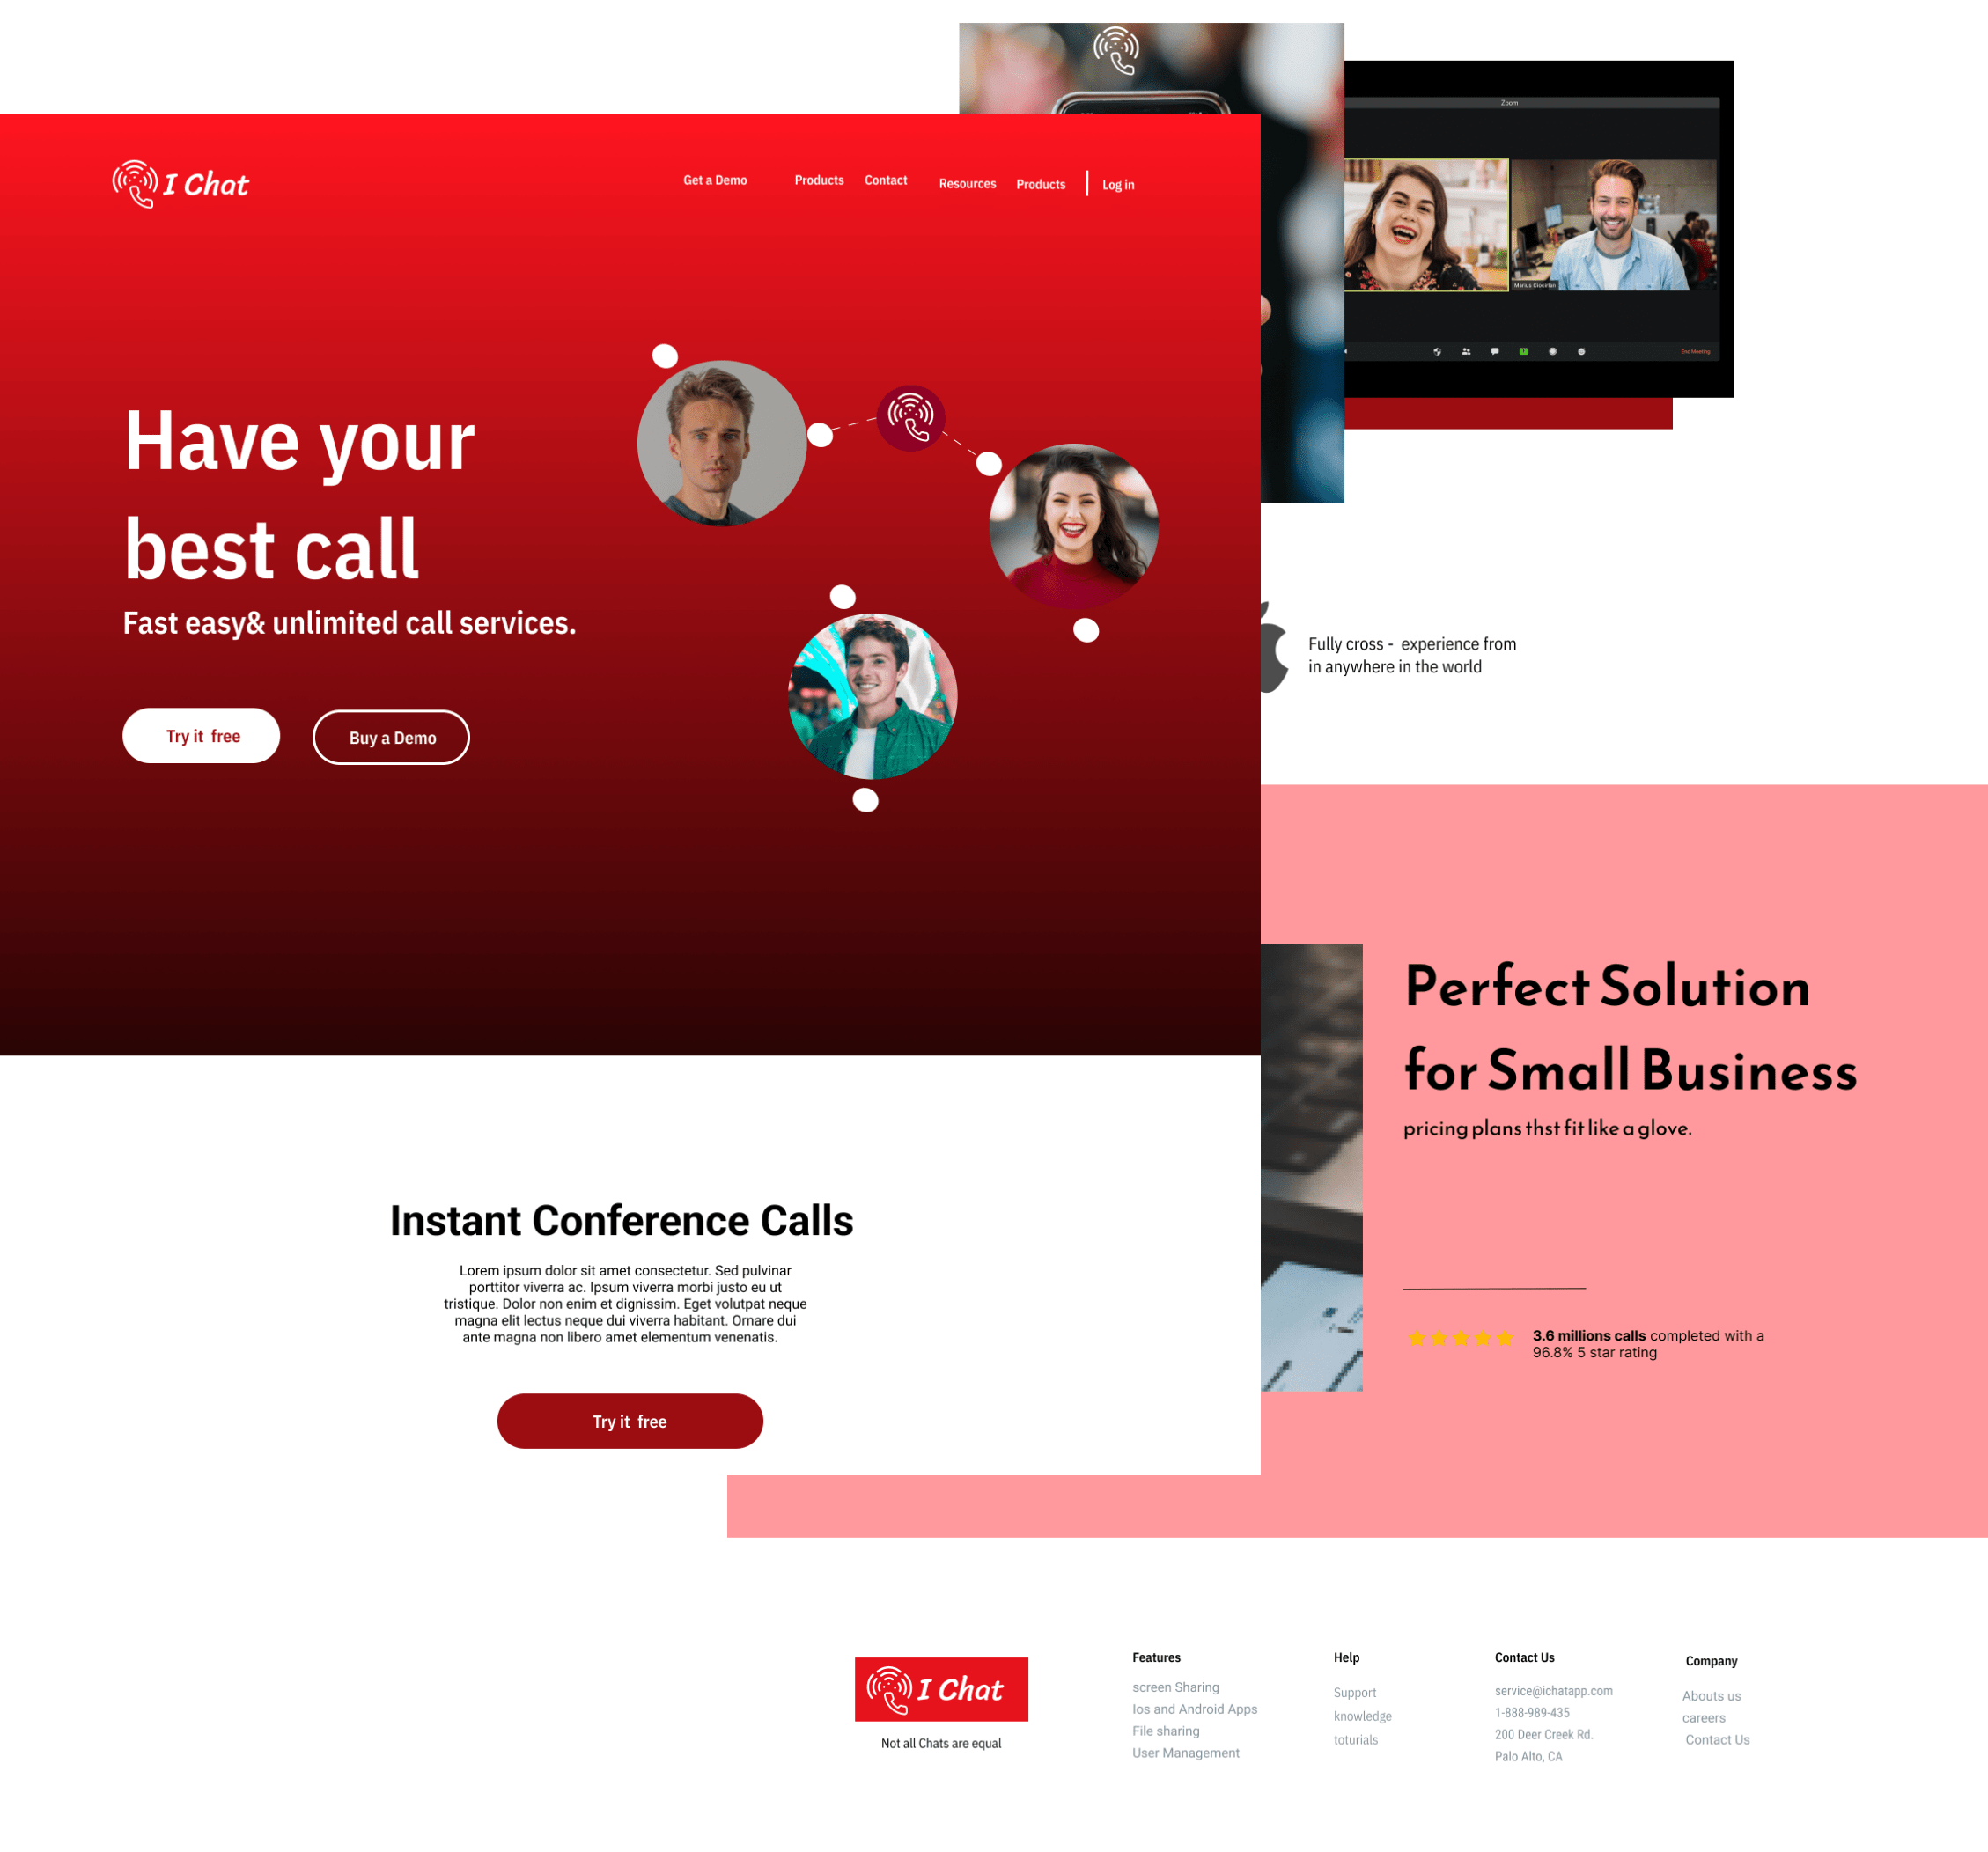 I Chat
Get a Demo
Products
Contact
Resources
Products
Log in
Have your
best call
Fast easy& unlimited call services.
Try it free
Buy a Demo
Zoom
End Meeting
Fully cross - experience from
in anywhere in the world
Instant Conference Calls
Lorem ipsum dolor sit amet consectetur. Sed pulvinar
porttitor viverra ac. Ipsum viverra morbi justo eu ut
tristique. Dolor non enim et dignissim. Eget volutpat neque
magna elit lectus neque dui viverra habitant. Ornare dui
ante magna non libero amet elementum venenatis.
Try it free
Perfect Solution
for Small Business
pricing plans thst fit like a glove.
3.6 millions calls completed with a
96.8% 5 star rating
I Chat
Not all Chats are equal
Features
screen Sharing
Ios and Android Apps
File sharing
User Management
Help
Support
knowledge
toturials
Contact Us
service@ichatapp.com
1-888-989-435
200 Deer Creek Rd.
Palo Alto, CA
Company
Abouts us
careers
Contact Us